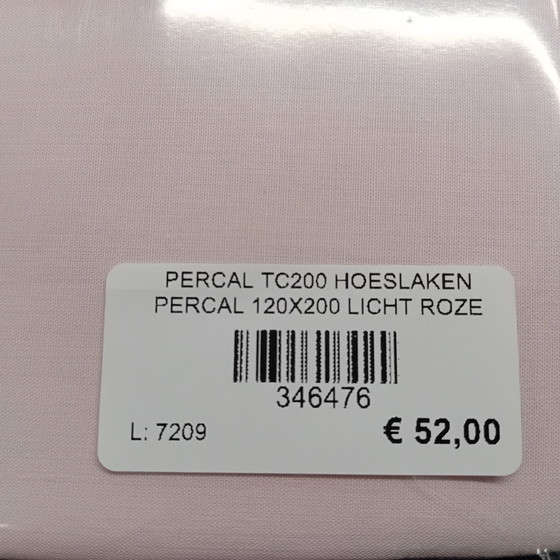 PERCAL TC200 HOESLAKEN
PERCAL 120X200 LICHT ROZE
346476
L: 7209
€ 52,00